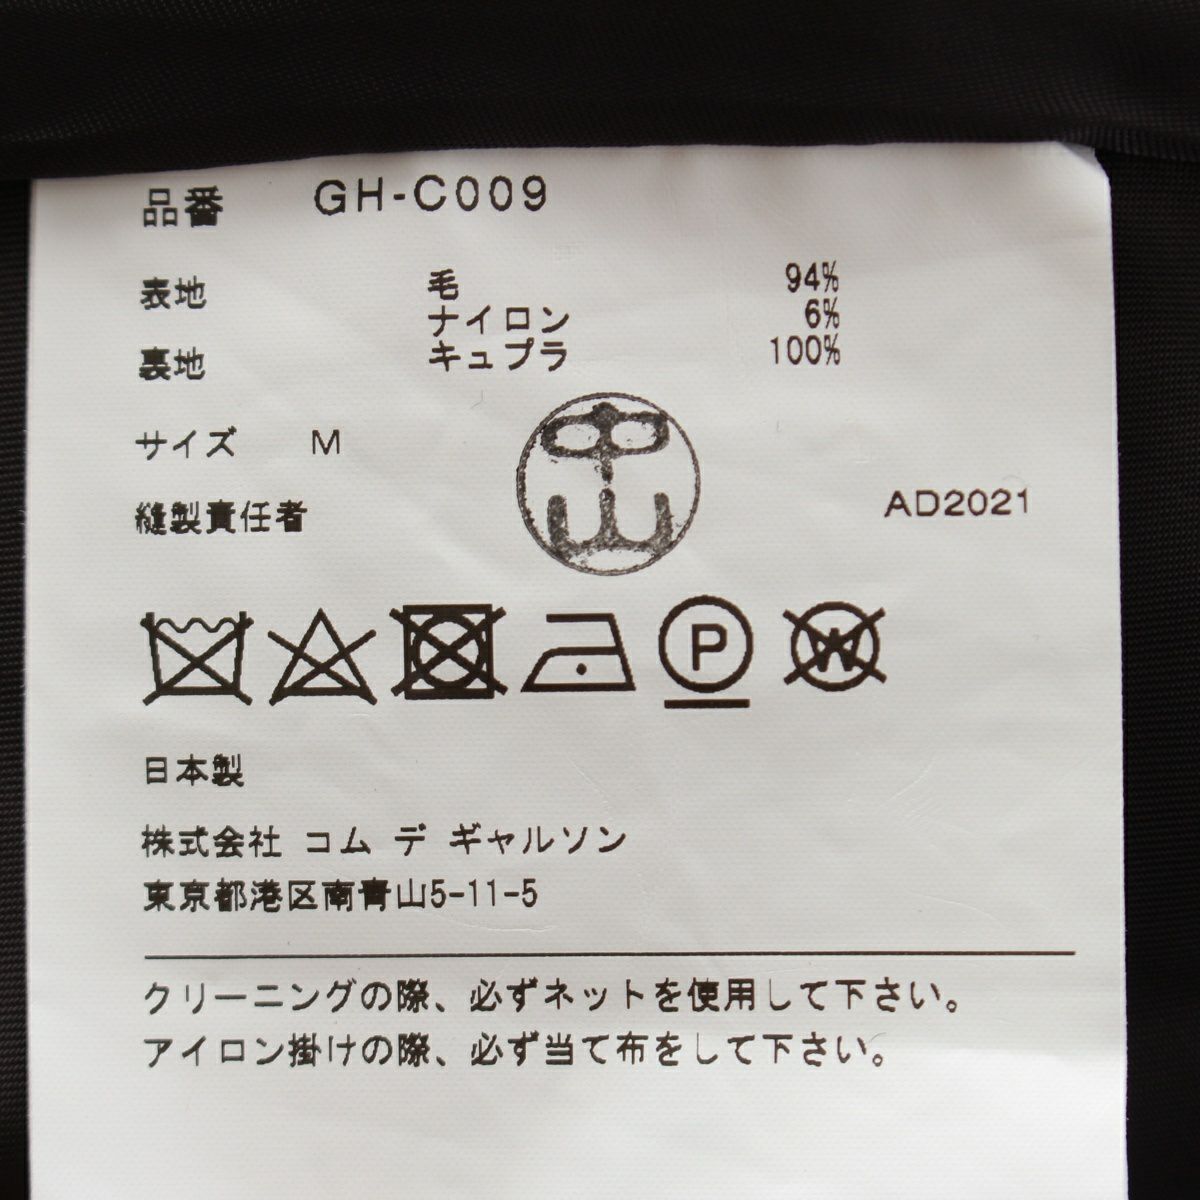 品番 GH-C009
表地 毛 94%
ナイロン 6%
裏地 キュプラ 100%
サイズ M
中山
縫製責任者
AD2021
P
W
日本製
株式会社 コム デ ギャルソン
東京都港区南青山5-11-5
クリーニングの際、必ずネットを使用して下さい。
アイロン掛けの際、必ず当て布をして下さい。